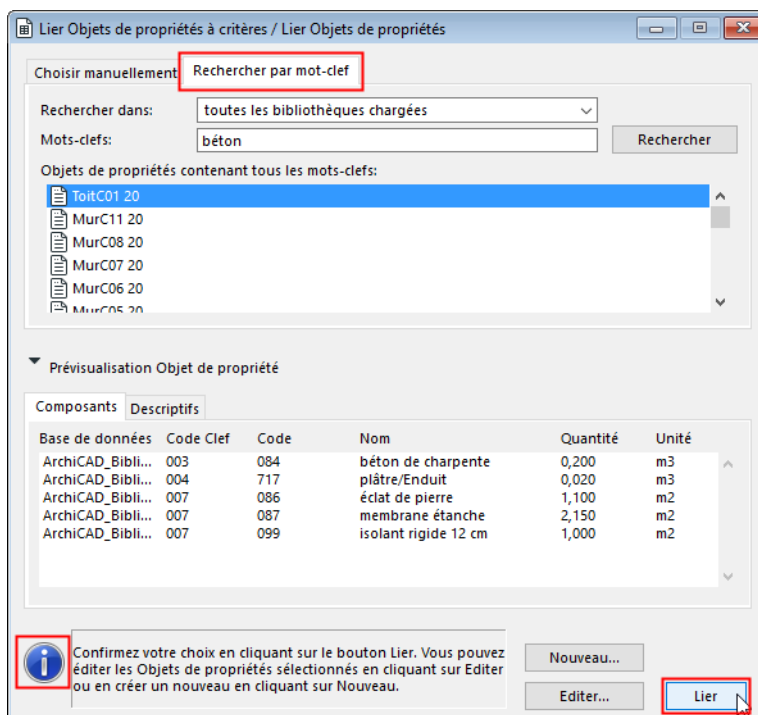 Lier Objets de propriétés à critères / Lier Objets de propriétés
Choisir manuellement Rechercher par mot-clef
Rechercher dans: toutes les bibliothèques chargées
Mots-clefs: béton Rechercher
Objets de propriétés contenant tous les mots-clefs:
ToitC01 20
MurC11 20
MurC08 20
MurC07 20
MurC06 20
MurC05 20
Prévisualisation Objet de propriété
Composants Descriptifs
Base de données Code Clef Code Nom Quantité Unité
ArchiCAD_Bibli... 003 084 béton de charpente 0,200 m3
ArchiCAD_Bibli... 004 717 plâtre/Enduit 0,020 m3
ArchiCAD_Bibli... 007 086 éclat de pierre 1,100 m2
ArchiCAD_Bibli... 007 087 membrane étanche 2,150 m2
ArchiCAD_Bibli... 007 099 isolant rigide 12 cm 1,000 m2
Confirmez votre choix en cliquant sur le bouton Lier. Vous pouvez
éditer les Objets de propriétés sélectionnés en cliquant sur Editer
ou en créer un nouveau en cliquant sur Nouveau.
Nouveau...
Editer... Lier